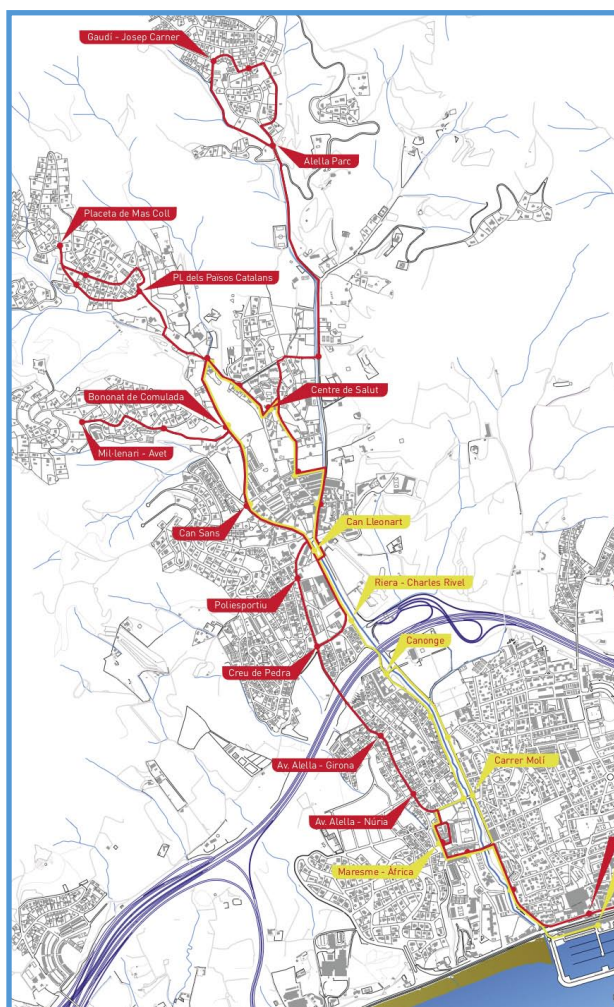 Gaudí - Josep Carner
Alella Parc
Placeta de Mas Coll
Pl. dels Països Catalans
Centre de Salut
Bononat de Comulada
Mil·lenari - Avet
Can Sans
Can Lleonart
Poliesportiu
Riera - Charles Rivel
Canonge
Creu de Pedra
Av. Alella - Girona
Carrer Molí
Av. Alella - Núria
Maresme - Àfrica